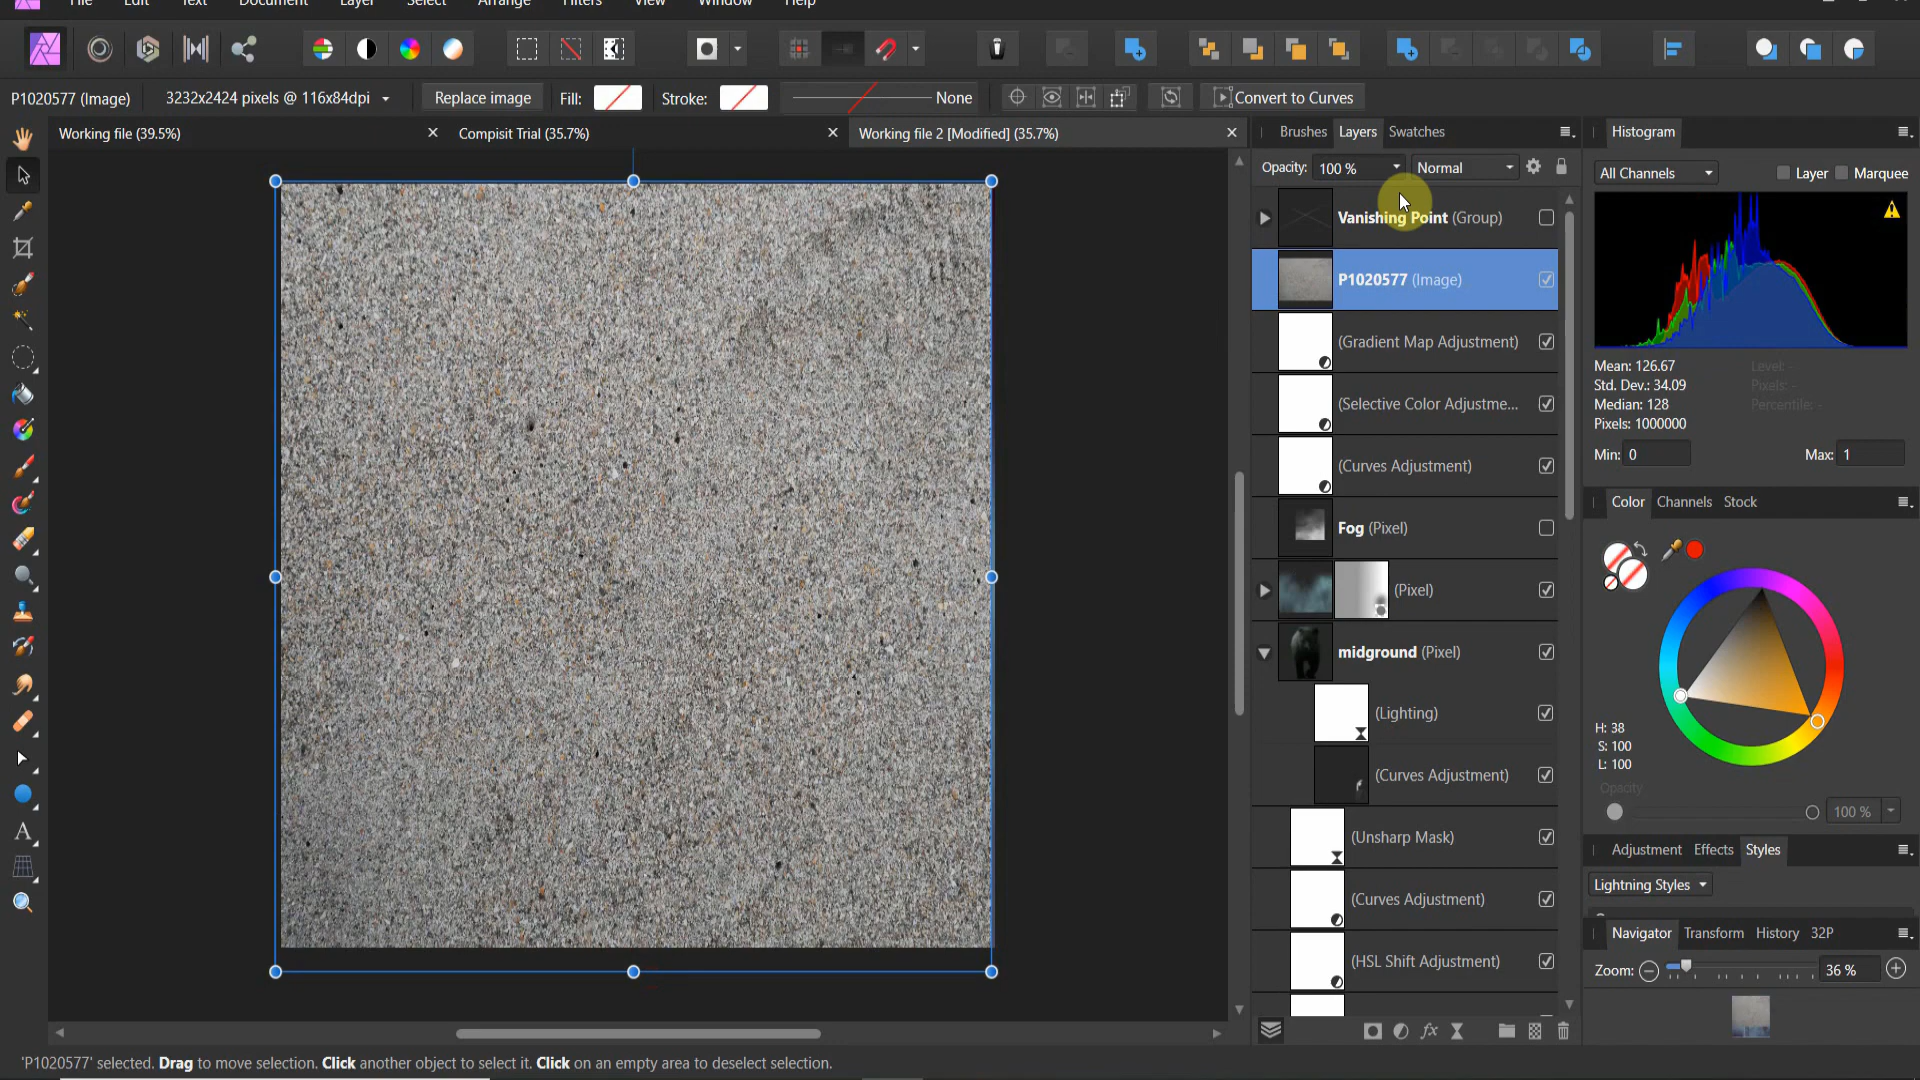 File Edit Text Document Layer Select Arrange Filters View Window Help
P1020577 (Image) 3232x2424 pixels @ 116x84dpi Replace image Fill: Stroke: None Convert to Curves
Working file (39.5%) Compisit Trial (35.7%) Working file 2 [Modified] (35.7%)
Brushes Layers Swatches
Opacity: 100 % Normal
Vanishing Point (Group)
P1020577 (Image)
(Gradient Map Adjustment)
(Selective Color Adjustme...
(Curves Adjustment)
Fog (Pixel)
(Pixel)
midground (Pixel)
(Lighting)
(Curves Adjustment)
(Unsharp Mask)
(Curves Adjustment)
(HSL Shift Adjustment)
Histogram
All Channels Layer Marquee
Mean: 126.67 Level: -
Std. Dev.: 34.09 Pixels: -
Median: 128 Percentile: -
Pixels: 1000000
Min: 0 Max: 1
Color Channels Stock
H: 38
S: 100
L: 100
Opacity
100 %
Adjustment Effects Styles
Lightning Styles
Navigator Transform History 32P
Zoom: 36 %
'P1020577' selected. Drag to move selection. Click another object to select it. Click on an empty area to deselect selection.